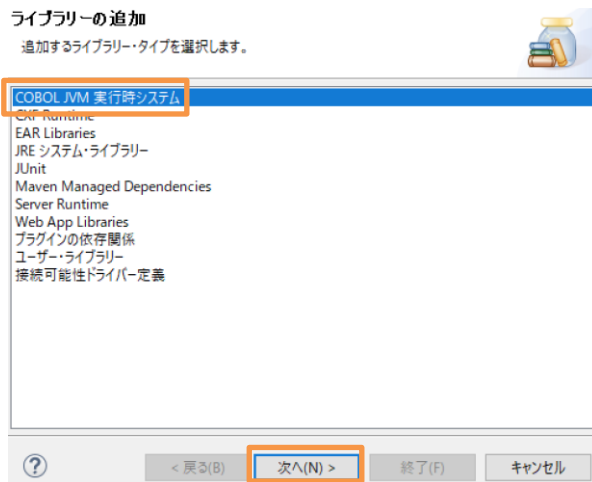 ライブラリーの追加
追加するライブラリー・タイプを選択します。
COBOL JVM 実行時システム
CXF Runtime
EAR Libraries
JRE システム・ライブラリー
JUnit
Maven Managed Dependencies
Server Runtime
Web App Libraries
プラグインの依存関係
ユーザー・ライブラリー
接続可能性ドライバー定義
? < 戻る(B) 次へ(N) > 終了(F) キャンセル